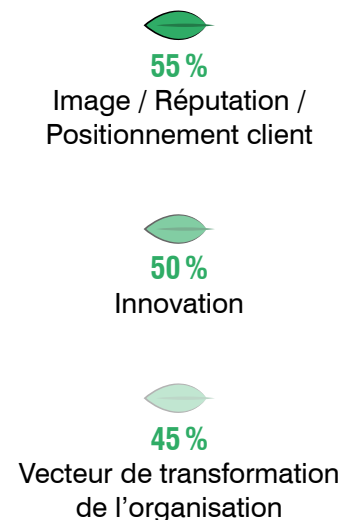 55 %
Image / Réputation /
Positionnement client
50 %
Innovation
45 %
Vecteur de transformation
de l’organisation